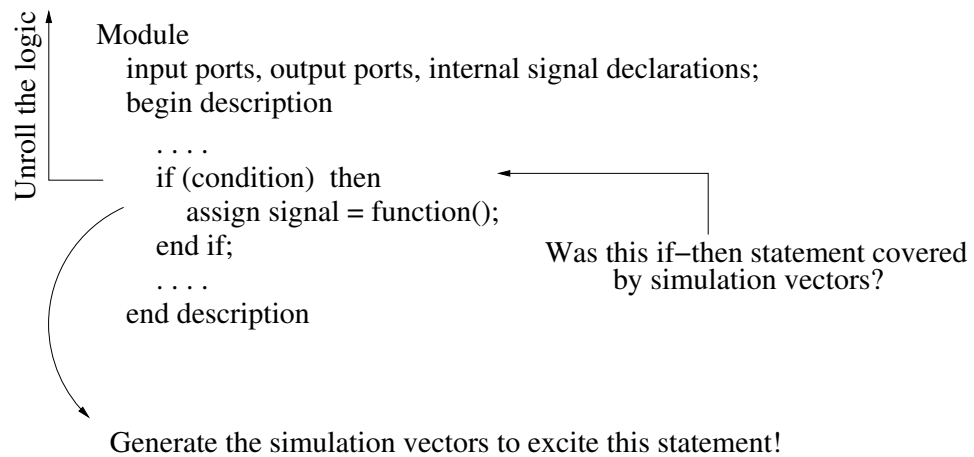 Unroll the logic
Module
input ports, output ports, internal signal declarations;
begin description
. . . .
if (condition) then
assign signal = function();
end if;
. . . .
end description
Was this if−then statement covered
by simulation vectors?
Generate the simulation vectors to excite this statement!